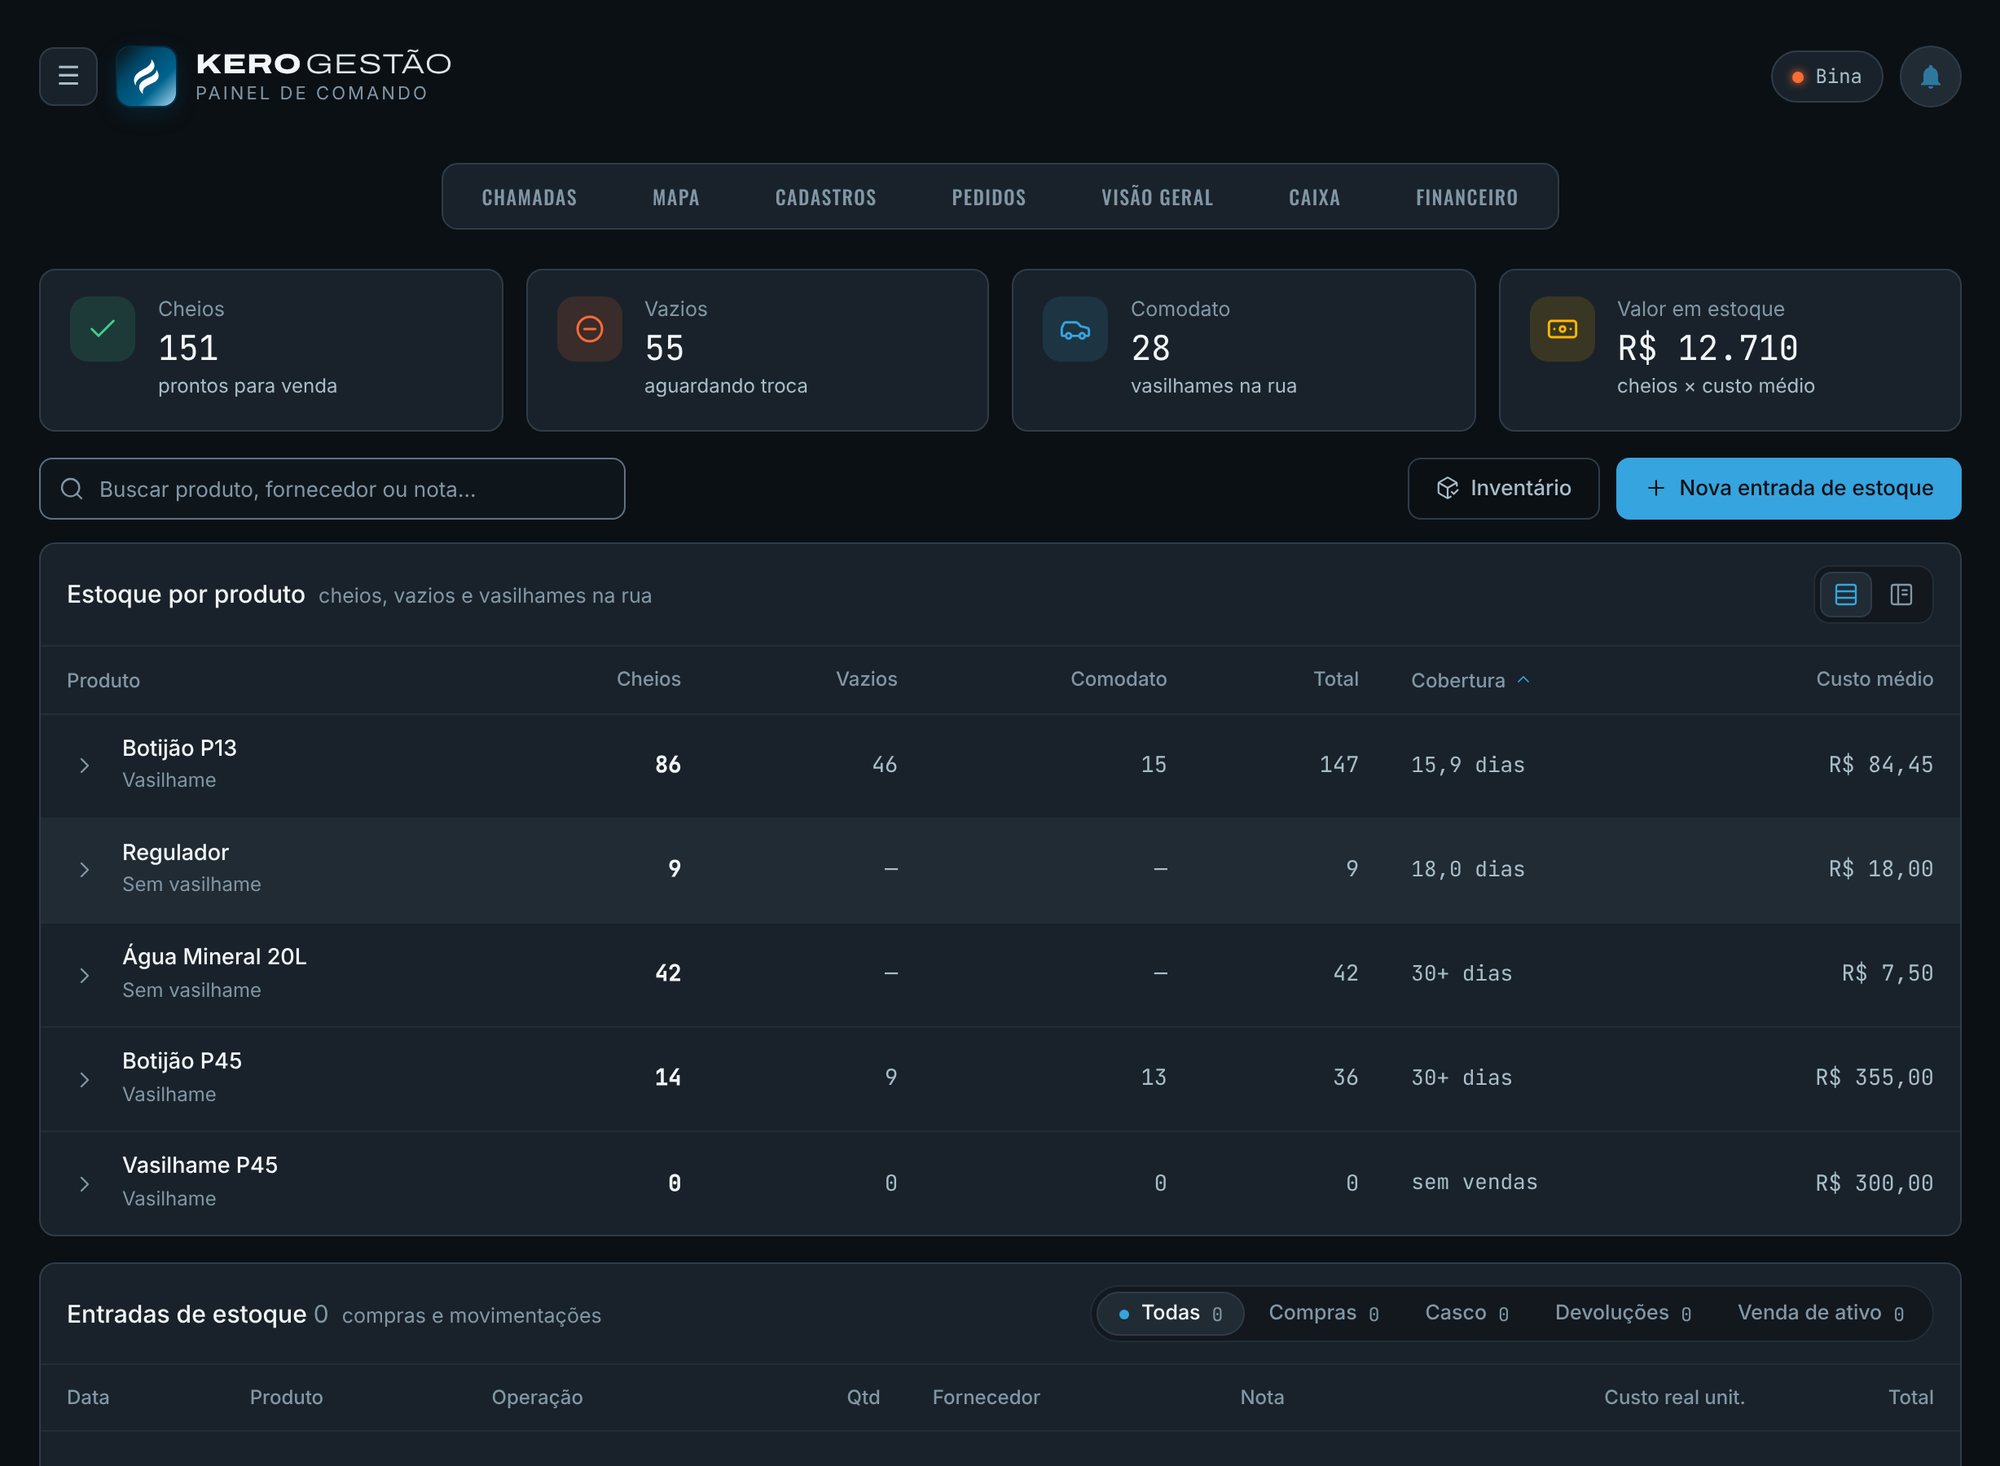 KERO GESTÃO
PAINEL DE COMANDO
Bina
CHAMADAS MAPA CADASTROS PEDIDOS VISÃO GERAL CAIXA FINANCEIRO
Cheios
151
prontos para venda
Vazios
55
aguardando troca
Comodato
28
vasilhames na rua
Valor em estoque
R$ 12.710
cheios × custo médio
Buscar produto, fornecedor ou nota...
Inventário
+ Nova entrada de estoque
Estoque por produto cheios, vazios e vasilhames na rua
Produto Cheios Vazios Comodato Total Cobertura Custo médio
Botijão P13
Vasilhame
86 46 15 147 15,9 dias R$ 84,45
Regulador
Sem vasilhame
9 — — 9 18,0 dias R$ 18,00
Água Mineral 20L
Sem vasilhame
42 — — 42 30+ dias R$ 7,50
Botijão P45
Vasilhame
14 9 13 36 30+ dias R$ 355,00
Vasilhame P45
Vasilhame
0 0 0 0 sem vendas R$ 300,00
Entradas de estoque 0 compras e movimentações
Todas 0 Compras 0 Casco 0 Devoluções 0 Venda de ativo 0
Data Produto Operação Qtd Fornecedor Nota Custo real unit. Total